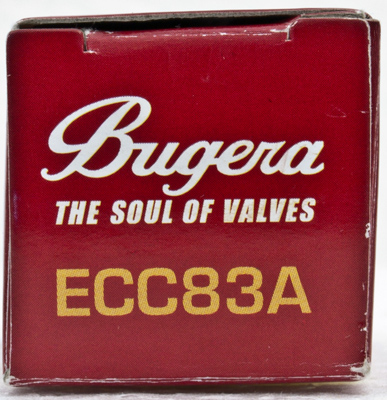 Bugera
THE SOUL OF VALVES
ECC83A